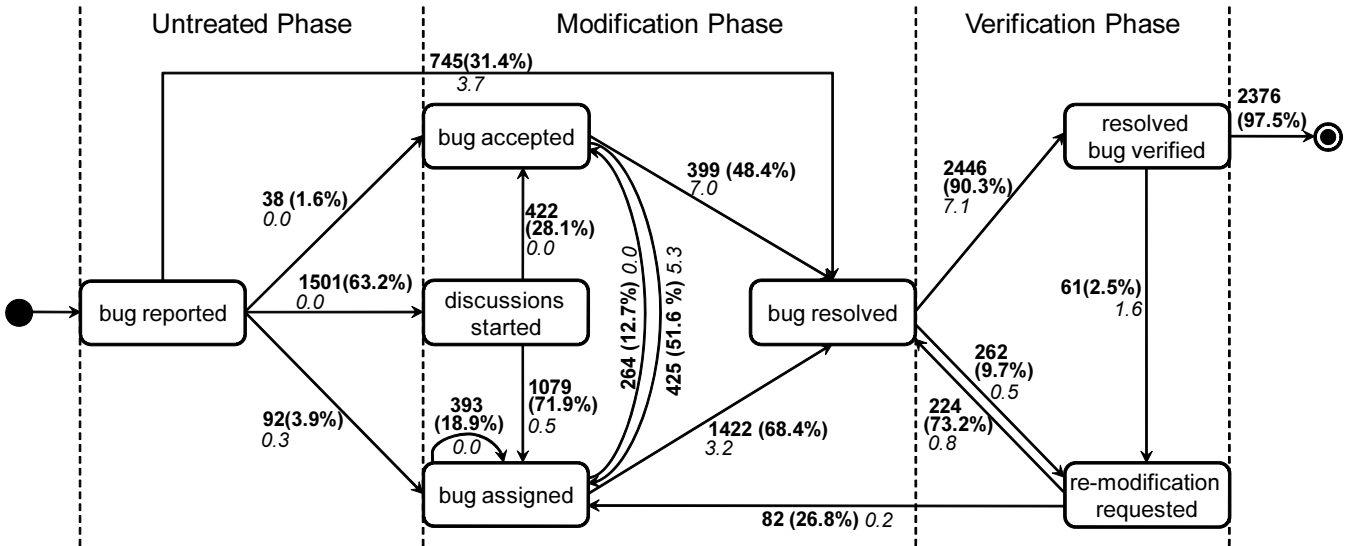 Untreated Phase
Modification Phase
Verification Phase
745(31.4%)
3.7
2376
(97.5%)
bug accepted
resolved
bug verified
399 (48.4%)
7.0
2446
(90.3%)
7.1
38 (1.6%)
0.0
422
(28.1%)
0.0
264 (12.7%) 0.0
425 (51.6 %) 5.3
1501(63.2%)
0.0
bug reported
discussions
started
bug resolved
61(2.5%)
1.6
262
(9.7%)
0.5
224
(73.2%)
0.8
92(3.9%)
0.3
393
(18.9%)
0.0
1079
(71.9%)
0.5
1422 (68.4%)
3.2
bug assigned
re-modification
requested
82 (26.8%) 0.2